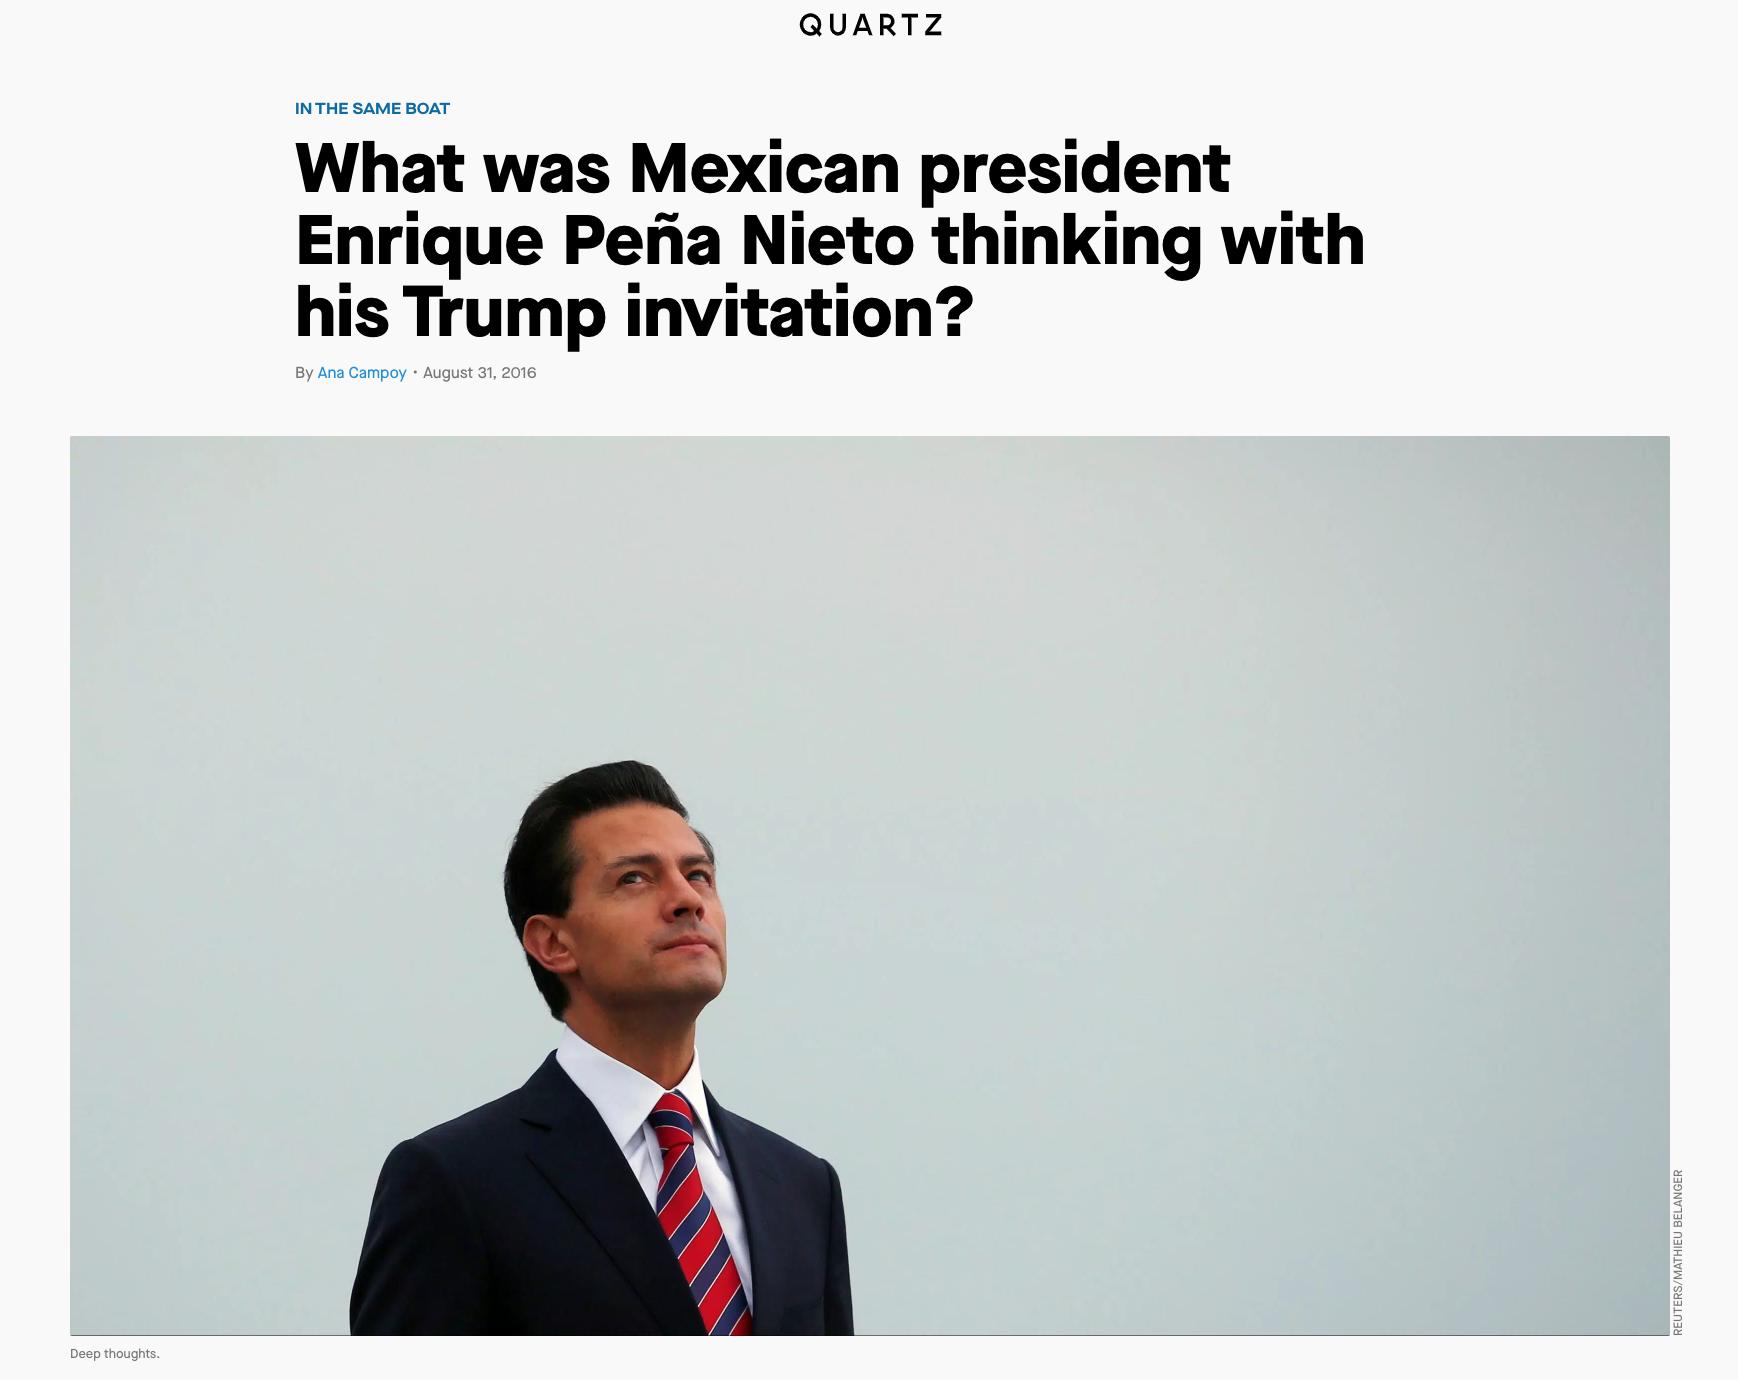 QUARTZ
IN THE SAME BOAT
What was Mexican president
Enrique Peña Nieto thinking with
his Trump invitation?
By Ana Campoy • August 31, 2016
REUTERS/MATHIEU BELANGER
Deep thoughts.